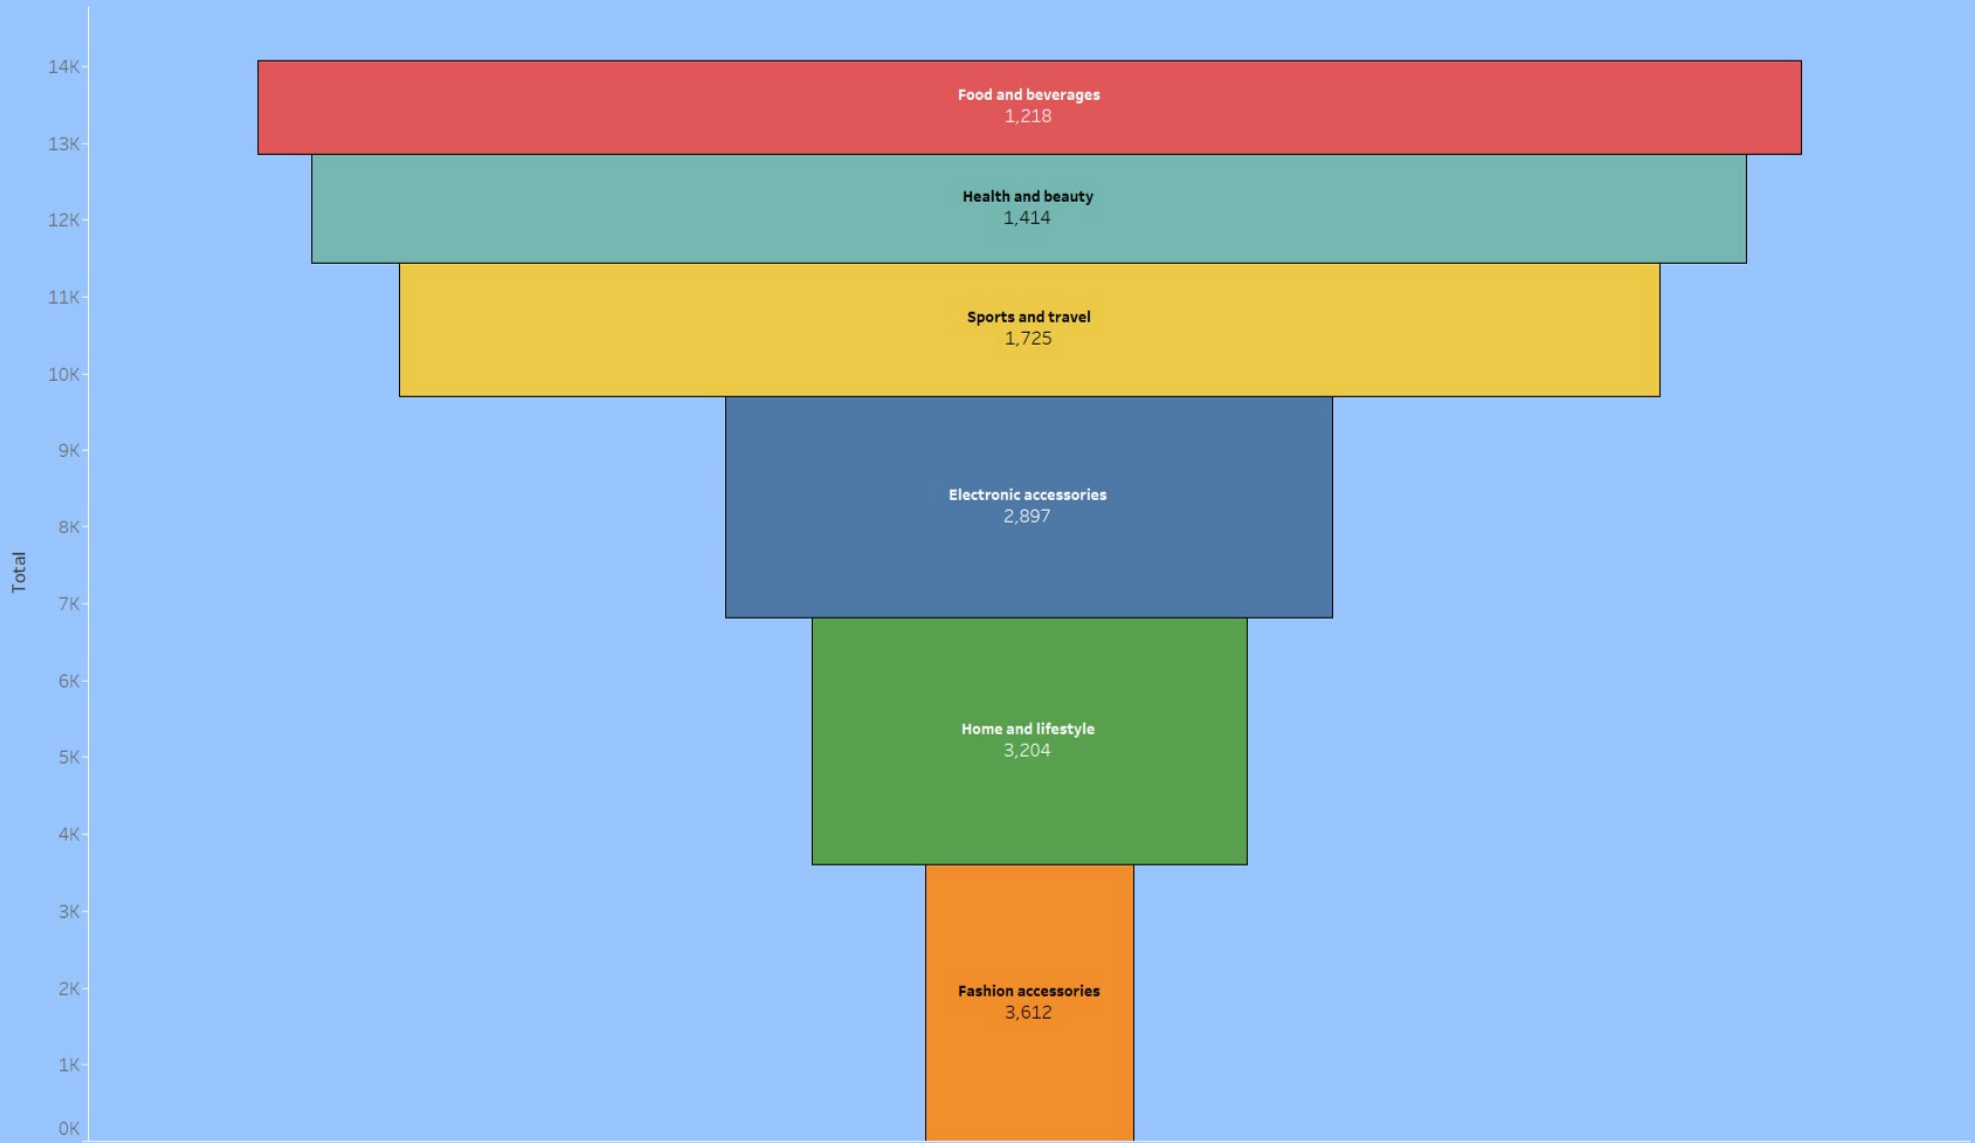 14K
13K
12K
11K
10K
9K
8K
7K
6K
5K
4K
3K
2K
1K
0K
Total
Food and beverages
1,218
Health and beauty
1,414
Sports and travel
1,725
Electronic accessories
2,897
Home and lifestyle
3,204
Fashion accessories
3,612